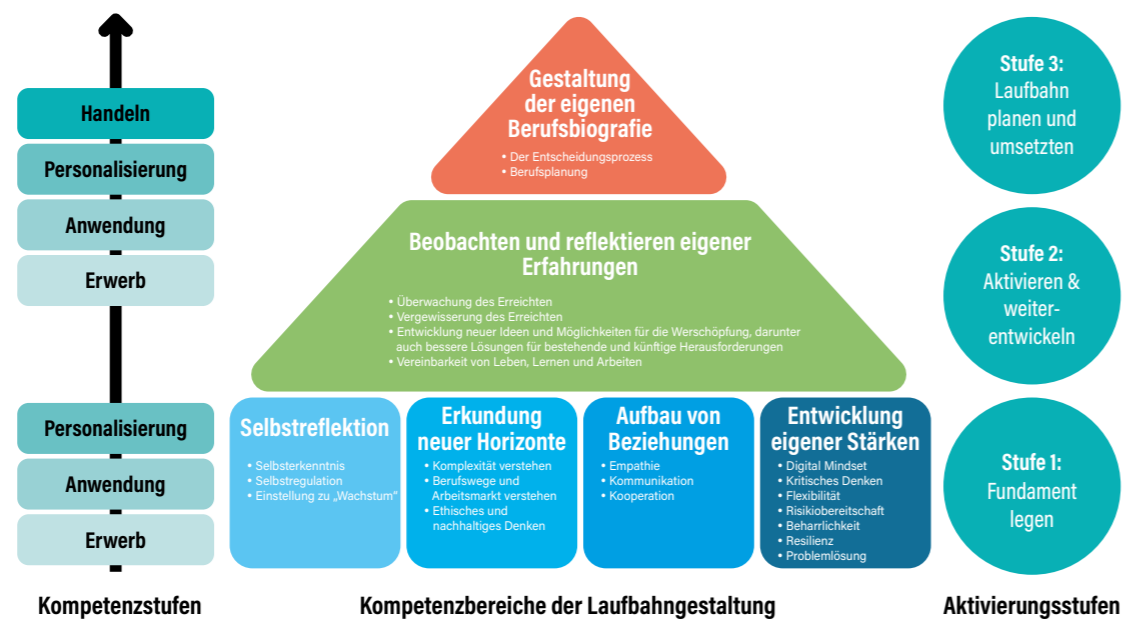 Handeln
Personalisierung
Anwendung
Erwerb
Personalisierung
Anwendung
Erwerb
Kompetenzstufen
Gestaltung
der eigenen
Berufsbiografie
• Der Entscheidungsprozess
• Berufsplanung
Beobachten und reflektieren eigener
Erfahrungen
• Überwachung des Erreichten
• Vergewisserung des Erreichten
• Entwicklung neuer Ideen und Möglichkeiten für die Werschöpfung, darunter
auch bessere Lösungen für bestehende und künftige Herausforderungen
• Vereinbarkeit von Leben, Lernen und Arbeiten
Selbstreflektion
• Selbsterkenntnis
• Selbstregulation
• Einstellung zu „Wachstum“
Erkundung
neuer Horizonte
• Komplexität verstehen
• Berufswege und
Arbeitsmarkt verstehen
• Ethisches und
nachhaltiges Denken
Aufbau von
Beziehungen
• Empathie
• Kommunikation
• Kooperation
Entwicklung
eigener Stärken
• Digital Mindset
• Kritisches Denken
• Flexibilität
• Risikiobereitschaft
• Beharrlichkeit
• Resilienz
• Problemlösung
Kompetenzbereiche der Laufbahngestaltung
Stufe 3:
Laufbahn
planen und
umsetzten
Stufe 2:
Aktivieren &
weiter-
entwickeln
Stufe 1:
Fundament
legen
Aktivierungsstufen